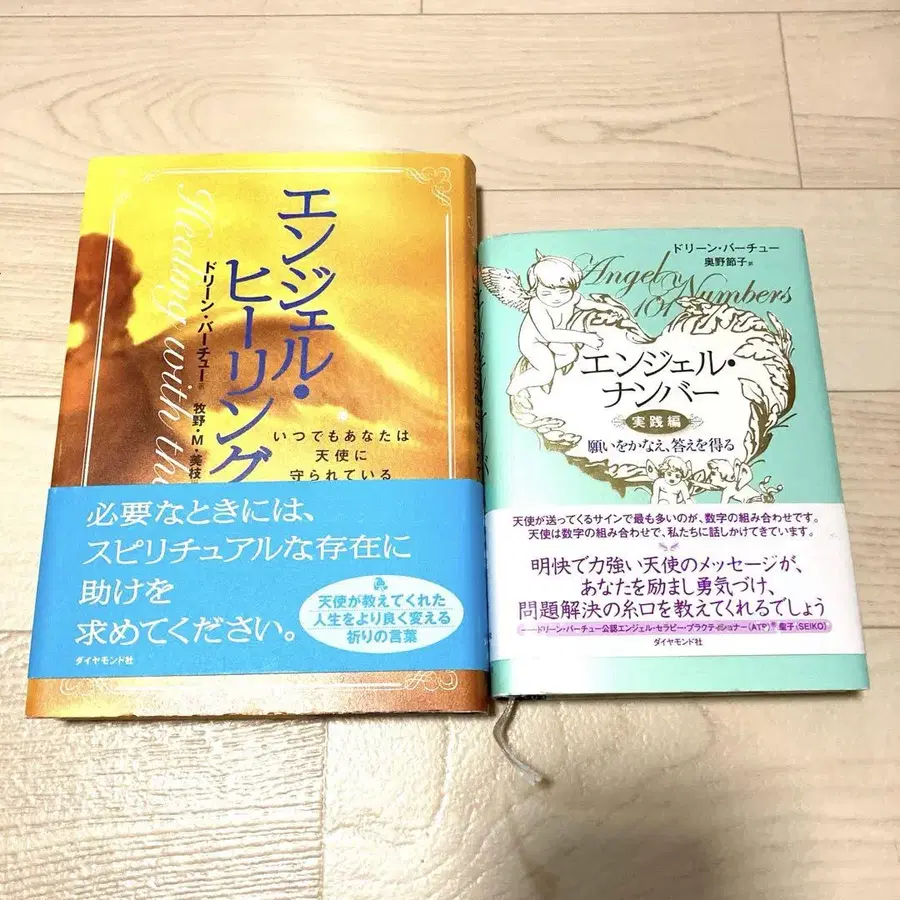 エンジェル・
ヒーリング
ドリーン・バーチュー 著
牧野・M・美枝
Healing with the
いつでもあなたは
天使に
守られている
必要なときには、
スピリチュアルな存在に
助けを
求めてください。
天使が教えてくれた
人生をより良く変える
祈りの言葉
ダイヤモンド社
ドリーン・バーチュー
奥野節子 訳
Angel
Numbers
101
エンジェル・
ナンバー
実践編
願いをかなえ、答えを得る
天使が送ってくるサインで最も多いのが、数字の組み合わせです。
天使は数字の組み合わせで、私たちに話しかけてきています。
明快で力強い天使のメッセージが、
あなたを励まし勇気づけ、
問題解決の糸口を教えてくれるでしょう
――ドリーン・バーチュー公認エンジェル・セラピー・プラクティショナー(ATP)® 龍子(SEIKO)
ダイヤモンド社